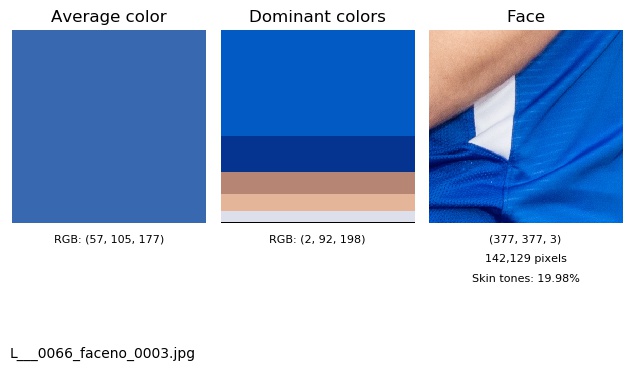 Average color
Dominant colors
Face
RGB: (57, 105, 177)
RGB: (2, 92, 198)
(377, 377, 3)
142,129 pixels
Skin tones: 19.98%
L___0066_faceno_0003.jpg